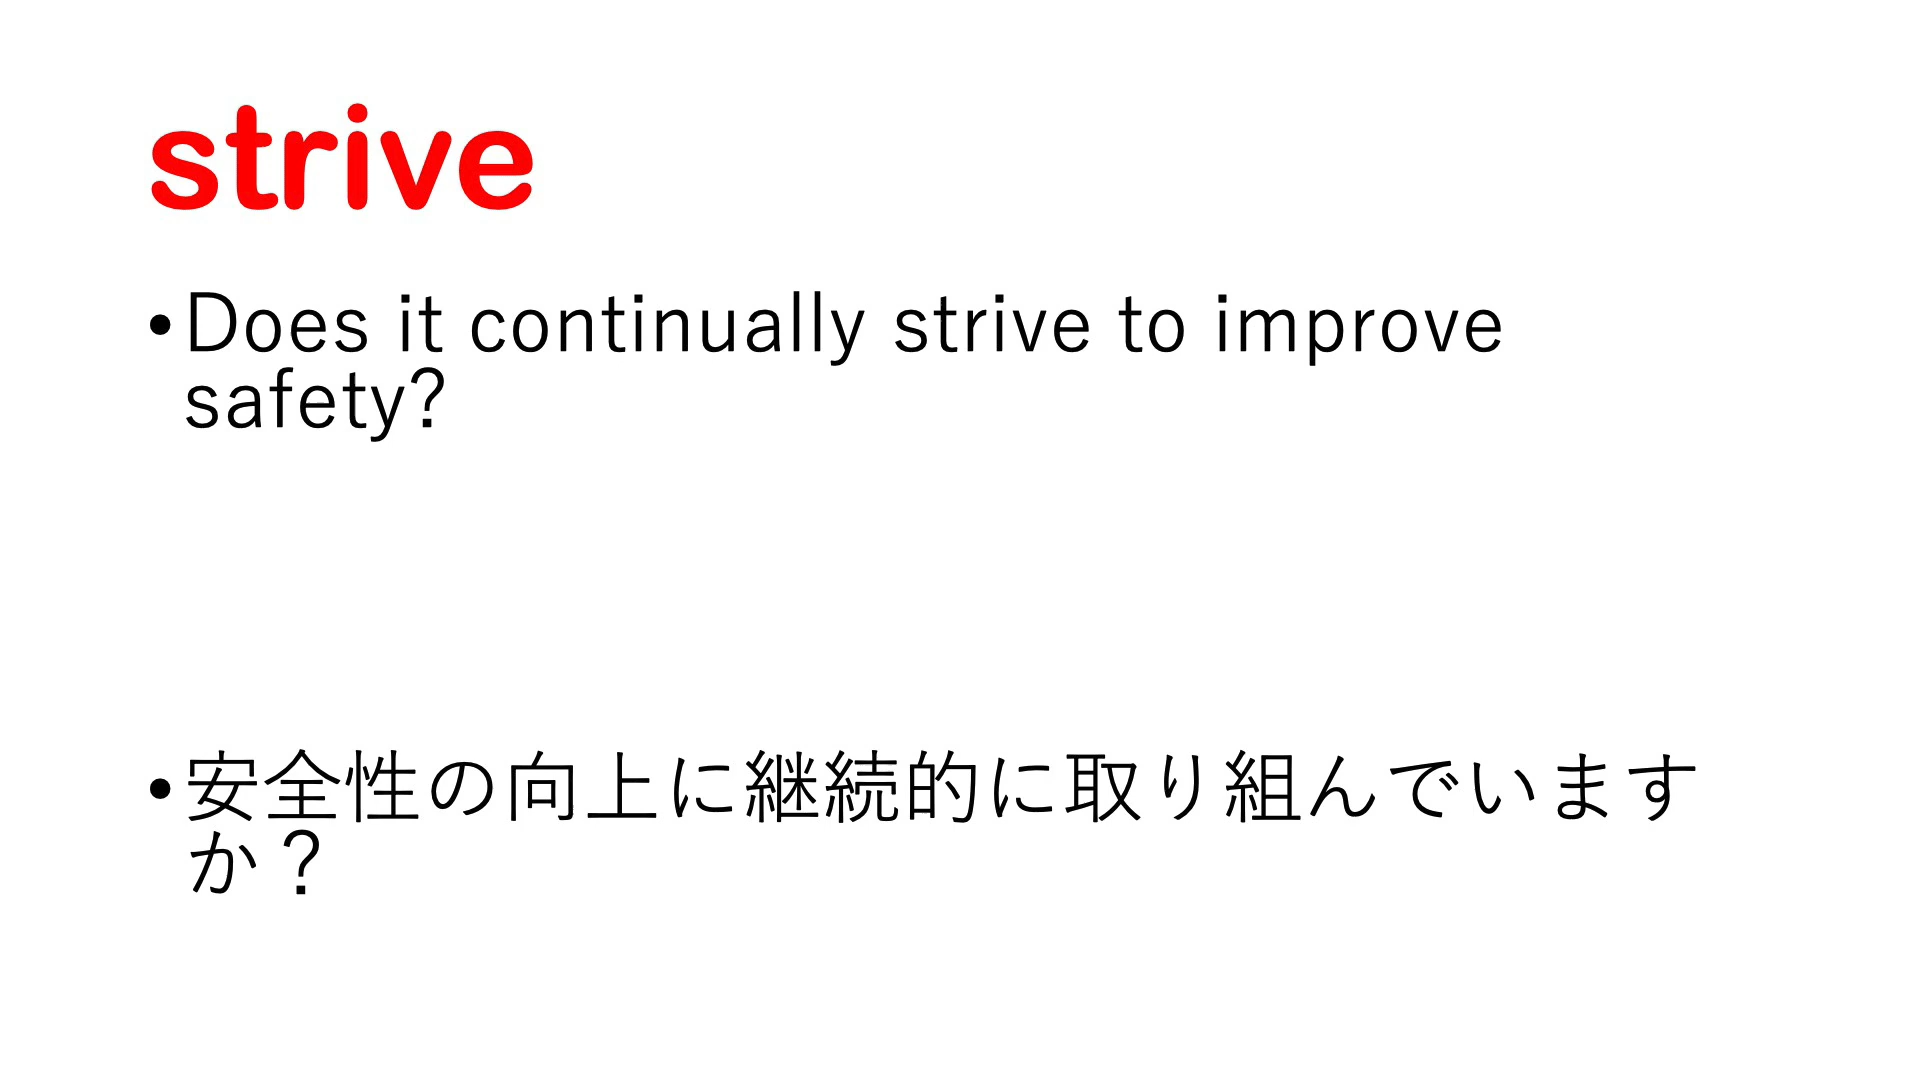 strive
•Does it continually strive to improve
safety?
•安全性の向上に継続的に取り組んでいます
か？